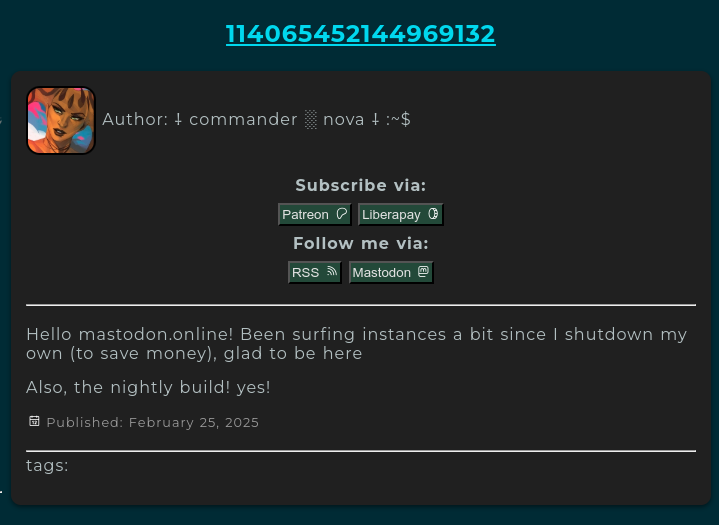 114065452144969132
Author: ⸸ commander ░ nova ⸸ :~$
Subscribe via:
Patreon Liberapay
Follow me via:
RSS Mastodon
Hello mastodon.online! Been surfing instances a bit since I shutdown my
own (to save money), glad to be here
Also, the nightly build! yes!
Published: February 25, 2025
tags: